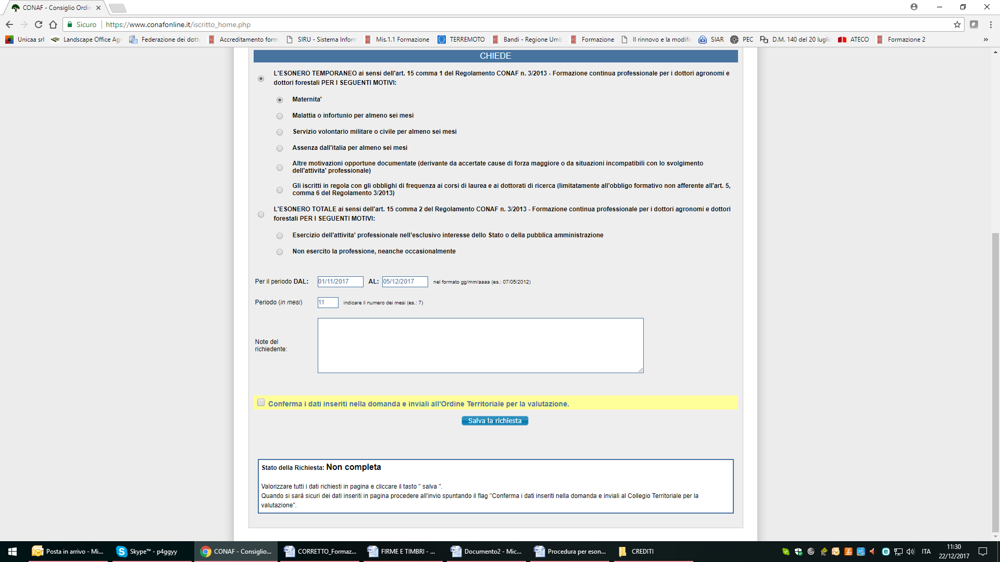 CONAF - Consiglio Ordin
Sicuro https://www.conafonline.it/iscritto_home.php
Unicaa srl Landscape Office Agr Federazione dei dott Accreditamento form SIRU - Sistema Inform Mis.1.1 Formazione TERREMOTO Bandi - Regione Umb Formazione Il rinnovo e la modific SIAR PEC D.M. 140 del 20 luglio ATECO Formazione 2 »
CHIEDE
L'ESONERO TEMPORANEO ai sensi dell'art. 15 comma 1 del Regolamento CONAF n. 3/2013 - Formazione continua professionale per i dottori agronomi e
dottori forestali PER I SEGUENTI MOTIVI:
Maternita'
Malattia o infortunio per almeno sei mesi
Servizio volontario militare o civile per almeno sei mesi
Assenza dall'italia per almeno sei mesi
Altre motivazioni opportune documentate (derivante da accertate cause di forza maggiore o da situazioni incompatibili con lo svolgimento
dell'attivita' professionale)
Gli iscritti in regola con gli obblighi di frequenza ai corsi di laurea e ai dottorati di ricerca (limitatamente all'obbligo formativo non afferente all'art. 5,
comma 6 del Regolamento 3/2013)
L'ESONERO TOTALE ai sensi dell'art. 15 comma 2 del Regolamento CONAF n. 3/2013 - Formazione continua professionale per i dottori agronomi e dottori
forestali PER I SEGUENTI MOTIVI:
Esercizio dell'attivita' professionale nell'esclusivo interesse dello Stato o della pubblica amministrazione
Non esercito la professione, neanche occasionalmente
Per il periodo DAL: 01/11/2017 AL: 05/12/2017 nel formato gg/mm/aaaa (es.: 07/05/2012)
Periodo (in mesi) 11 indicare il numero dei mesi (es.: 7)
Note del
richiedente:
Conferma i dati inseriti nella domanda e inviali all'Ordine Territoriale per la valutazione.
Salva la richiesta
Stato della Richiesta: Non completa
Valorizzare tutti i dati richiesti in pagina e cliccare il tasto " salva ".
Quando si sarà sicuri dei dati inseriti in pagina procedere all'invio spuntando il flag "Conferma i dati inseriti nella domanda e inviali al Collegio Territoriale per la
valutazione".
Posta in arrivo - Mi... Skype™ - p4ggyy CONAF - Consiglio... CORRETTO_Formaz... FIRME E TIMBRI - ... Documento2 - Mic... Procedura per eson... CREDITI ITA 11:30
22/12/2017